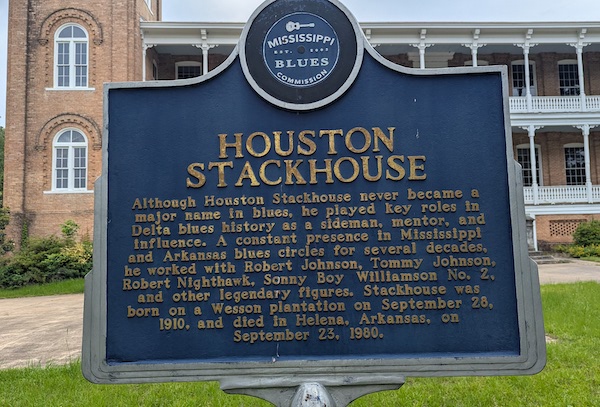 MISSISSIPPI
EST. 2007
BLUES
COMMISSION
HOUSTON
STACKHOUSE
Although Houston Stackhouse never became a
major name in blues, he played key roles in
Delta blues history as a sideman, mentor, and
influence. A constant presence in Mississippi
and Arkansas blues circles for several decades,
he worked with Robert Johnson, Tommy Johnson,
Robert Nighthawk, Sonny Boy Williamson No. 2,
and other legendary figures. Stackhouse was
born on a Wesson plantation on September 28,
1910, and died in Helena, Arkansas, on
September 23, 1980.